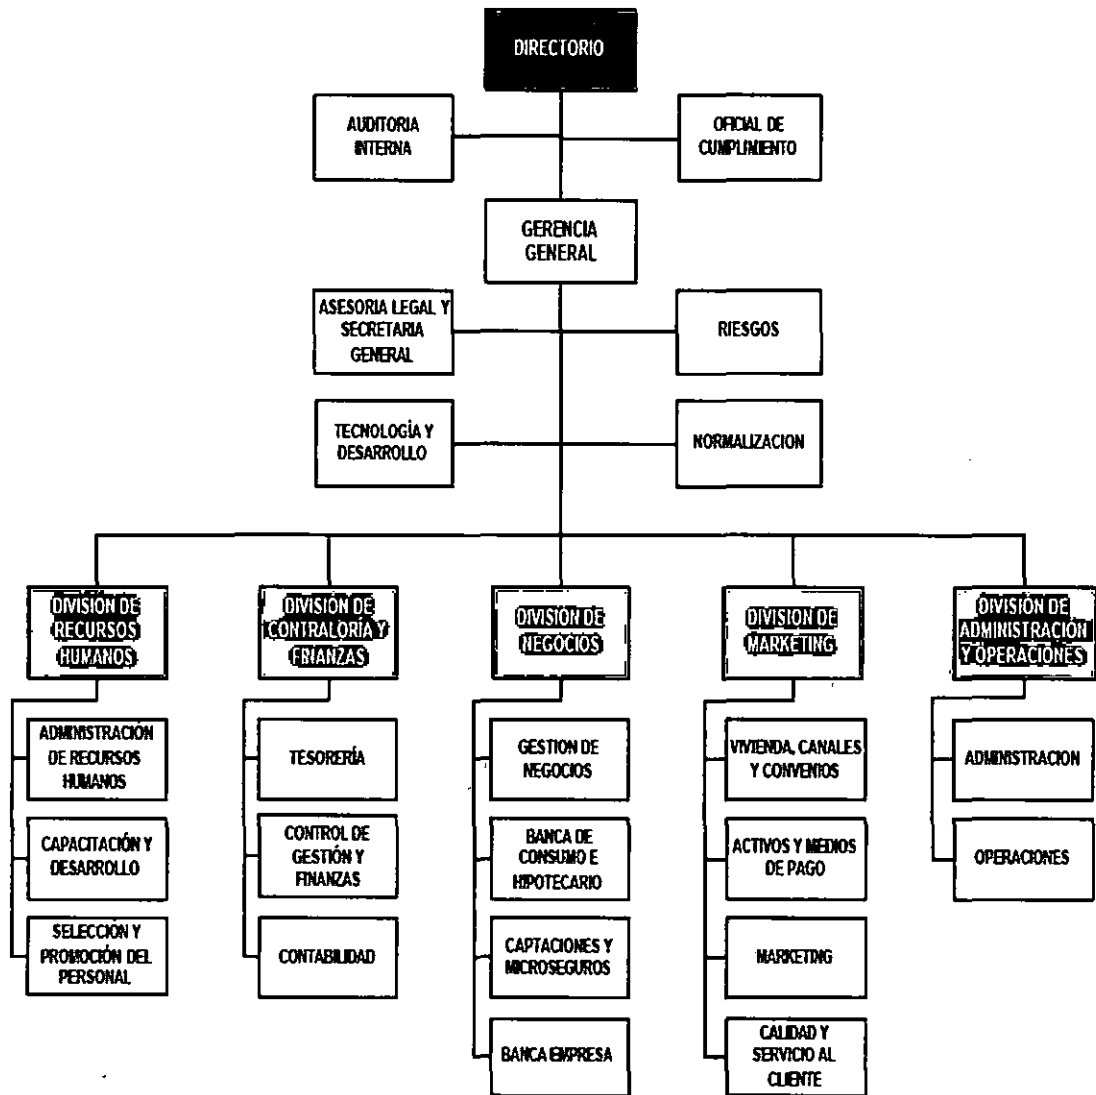 DIRECTORIO
AUDITORIA
INTERNA
OFICIAL DE
CUMPLIMIENTO
GERENCIA
GENERAL
ASESORIA LEGAL Y
SECRETARIA
GENERAL
RIESGOS
TECNOLOGÍA Y
DESARROLLO
NORMALIZACION
DIVISIÓN DE
RECURSOS
HUMANOS
DIVISIÓN DE
CONTRALORÍA Y
FINANZAS
DIVISIÓN DE
NEGOCIOS
DIVISIÓN DE
MARKETING
DIVISIÓN DE
ADMINISTRACIÓN
Y OPERACIONES
ADMINISTRACIÓN
DE RECURSOS
HUMANOS
CAPACITACIÓN Y
DESARROLLO
SELECCIÓN Y
PROMOCIÓN DEL
PERSONAL
TESORERÍA
CONTROL DE
GESTIÓN Y
FINANZAS
CONTABILIDAD
GESTION DE
NEGOCIOS
BANCA DE
CONSUMO E
HIPOTECARIO
CAPTACIONES Y
MICROSEGUROS
BANCA EMPRESA
VIVIENDA, CANALES
Y CONVENIOS
ACTIVOS Y MEDIOS
DE PAGO
MARKETING
CALIDAD Y
SERVICIO AL
CLIENTE
ADMINISTRACION
OPERACIONES